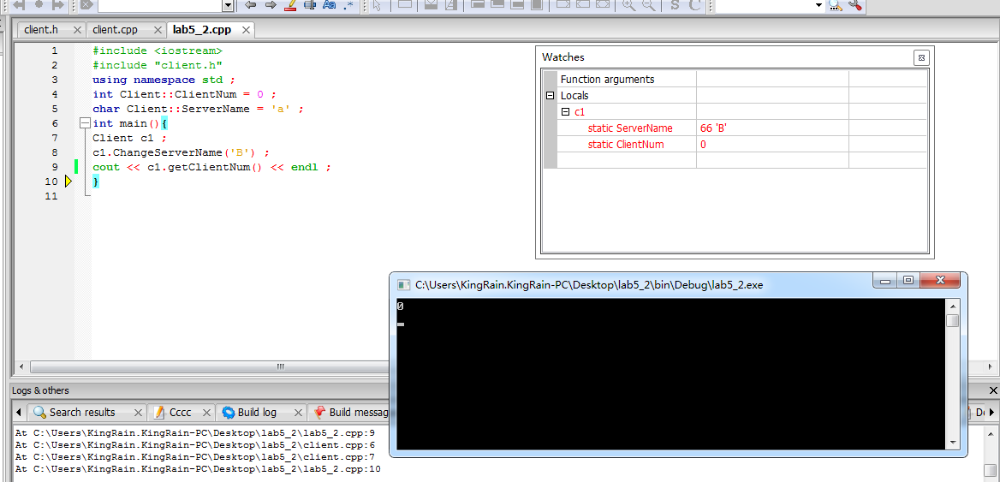 client.h
client.cpp
lab5_2.cpp
1 #include <iostream>
2 #include "client.h"
3 using namespace std ;
4 int Client::ClientNum = 0 ;
5 char Client::ServerName = 'a' ;
6 int main(){
7 Client c1 ;
8 c1.ChangeServerName('B') ;
9 cout << c1.getClientNum() << endl ;
10 }
11
Watches
Function arguments
Locals
c1
static ServerName 66 'B'
static ClientNum 0
C:\Users\KingRain.KingRain-PC\Desktop\lab5_2\bin\Debug\lab5_2.exe
0
Logs & others
Search results
Cccc
Build log
Build messag
De
At C:\Users\KingRain.KingRain-PC\Desktop\lab5_2\lab5_2.cpp:9
At C:\Users\KingRain.KingRain-PC\Desktop\lab5_2\client.cpp:6
At C:\Users\KingRain.KingRain-PC\Desktop\lab5_2\client.cpp:7
At C:\Users\KingRain.KingRain-PC\Desktop\lab5_2\lab5_2.cpp:10